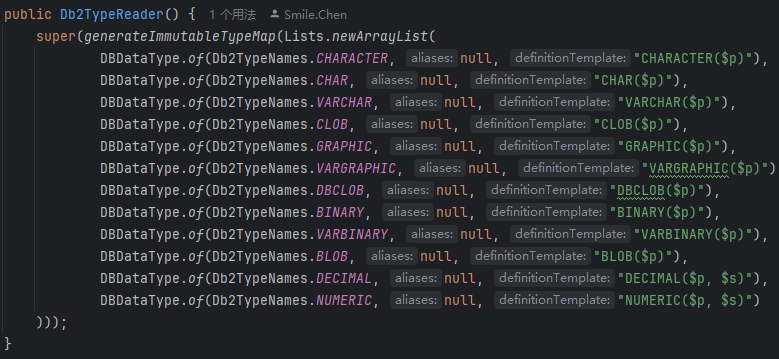 public Db2TypeReader() { 1个用法 Smile.Chen
super(generateImmutableTypeMap(Lists.newArrayList(
DBDataType.of(Db2TypeNames.CHARACTER, aliases: null, definitionTemplate: "CHARACTER($p)"),
DBDataType.of(Db2TypeNames.CHAR, aliases: null, definitionTemplate: "CHAR($p)"),
DBDataType.of(Db2TypeNames.VARCHAR, aliases: null, definitionTemplate: "VARCHAR($p)"),
DBDataType.of(Db2TypeNames.CLOB, aliases: null, definitionTemplate: "CLOB($p)"),
DBDataType.of(Db2TypeNames.GRAPHIC, aliases: null, definitionTemplate: "GRAPHIC($p)"),
DBDataType.of(Db2TypeNames.VARGRAPHIC, aliases: null, definitionTemplate: "VARGRAPHIC($p)")
DBDataType.of(Db2TypeNames.DBCLOB, aliases: null, definitionTemplate: "DBCLOB($p)"),
DBDataType.of(Db2TypeNames.BINARY, aliases: null, definitionTemplate: "BINARY($p)"),
DBDataType.of(Db2TypeNames.VARBINARY, aliases: null, definitionTemplate: "VARBINARY($p)"),
DBDataType.of(Db2TypeNames.BLOB, aliases: null, definitionTemplate: "BLOB($p)"),
DBDataType.of(Db2TypeNames.DECIMAL, aliases: null, definitionTemplate: "DECIMAL($p, $s)"),
DBDataType.of(Db2TypeNames.NUMERIC, aliases: null, definitionTemplate: "NUMERIC($p, $s)")
)));
}